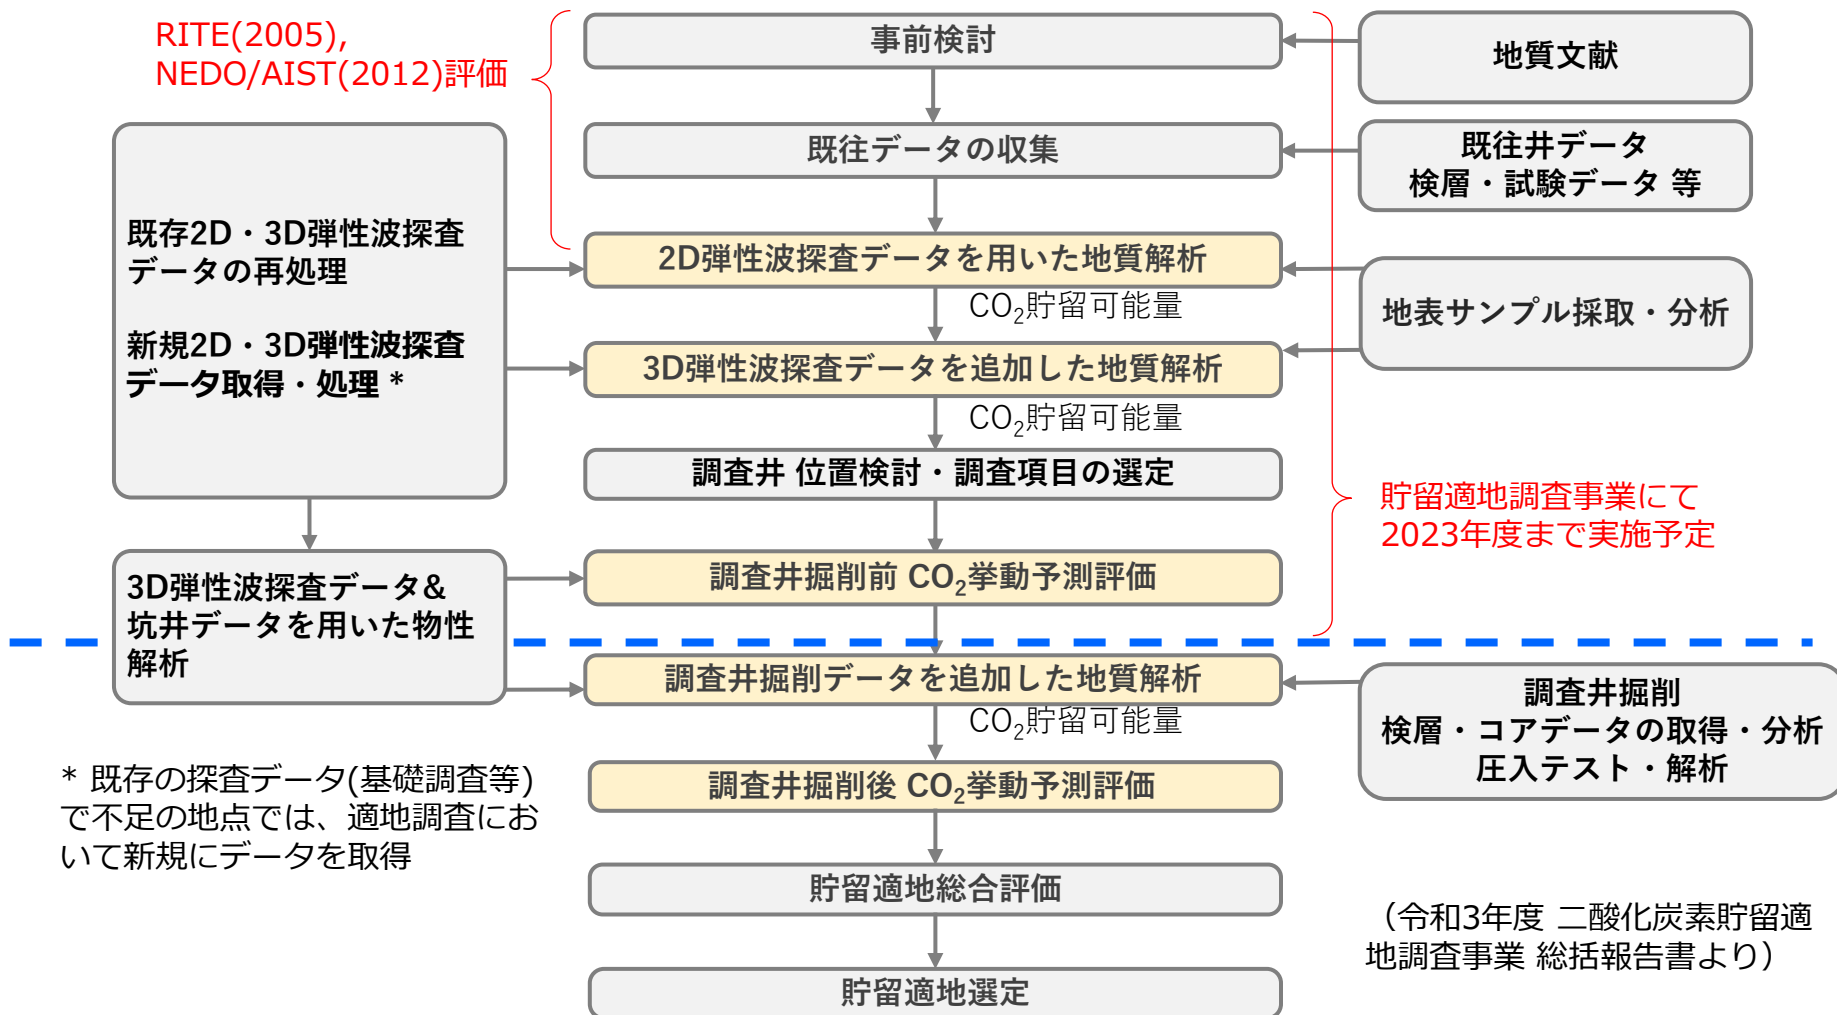 RITE(2005),
NEDO/AIST(2012)評価
事前検討
地質文献
既往データの収集
既往井データ
検層・試験データ 等
既存2D・3D弾性波探査
データの再処理
新規2D・3D弾性波探査
データ取得・処理 *
2D弾性波探査データを用いた地質解析
CO₂貯留可能量
地表サンプル採取・分析
3D弾性波探査データを追加した地質解析
CO₂貯留可能量
調査井 位置検討・調査項目の選定
貯留適地調査事業にて
2023年度まで実施予定
調査井掘削前 CO₂挙動予測評価
3D弾性波探査データ&
坑井データを用いた物性
解析
調査井掘削データを追加した地質解析
CO₂貯留可能量
調査井掘削
検層・コアデータの取得・分析
圧入テスト・解析
調査井掘削後 CO₂挙動予測評価
* 既存の探査データ(基礎調査等)
で不足の地点では、適地調査にお
いて新規にデータを取得
貯留適地総合評価
貯留適地選定
（令和3年度 二酸化炭素貯留適
地調査事業 総括報告書より）